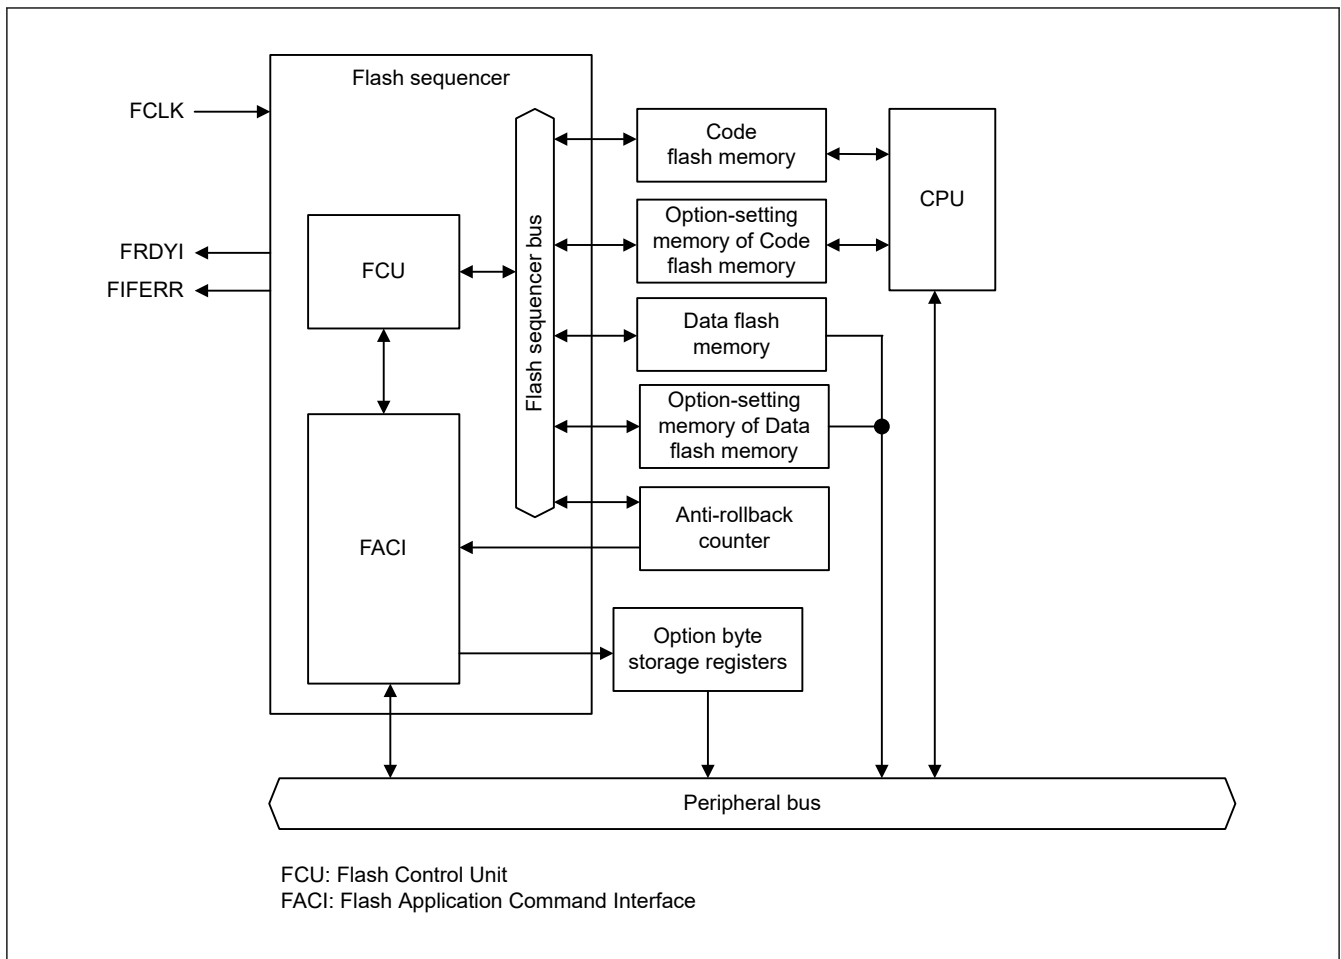 Flash sequencer
FCLK
FRDYI
FIFERR
FCU
FACI
Flash sequencer bus
Code
flash memory
Option-setting
memory of Code
flash memory
Data flash
memory
Option-setting
memory of Data
flash memory
Anti-rollback
counter
Option byte
storage registers
CPU
Peripheral bus
FCU: Flash Control Unit
FACI: Flash Application Command Interface